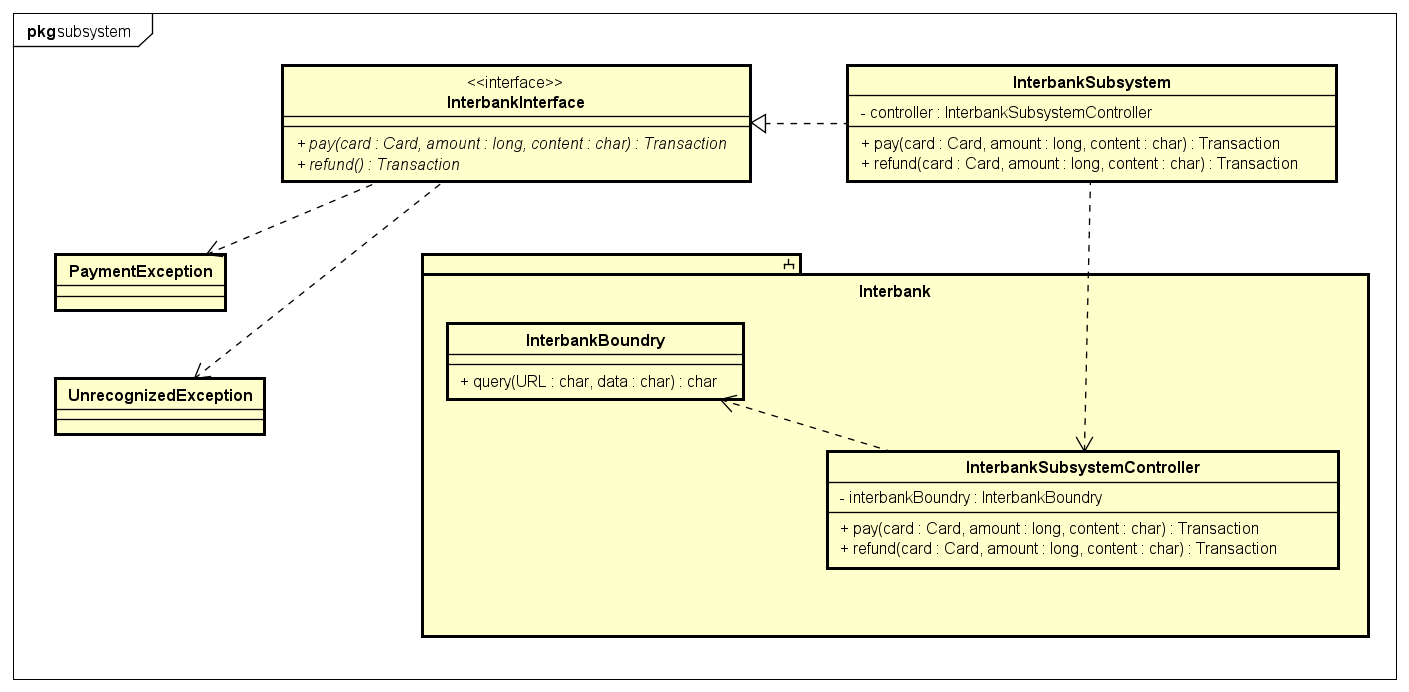 pkg subsystem
<<interface>>
InterbankInterface
+ pay(card : Card, amount : long, content : char) : Transaction
+ refund() : Transaction
InterbankSubsystem
- controller : InterbankSubsystemController
+ pay(card : Card, amount : long, content : char) : Transaction
+ refund(card : Card, amount : long, content : char) : Transaction
PaymentException
UnrecognizedException
Interbank
InterbankBoundry
+ query(URL : char, data : char) : char
InterbankSubsystemController
- interbankBoundry : InterbankBoundry
+ pay(card : Card, amount : long, content : char) : Transaction
+ refund(card : Card, amount : long, content : char) : Transaction